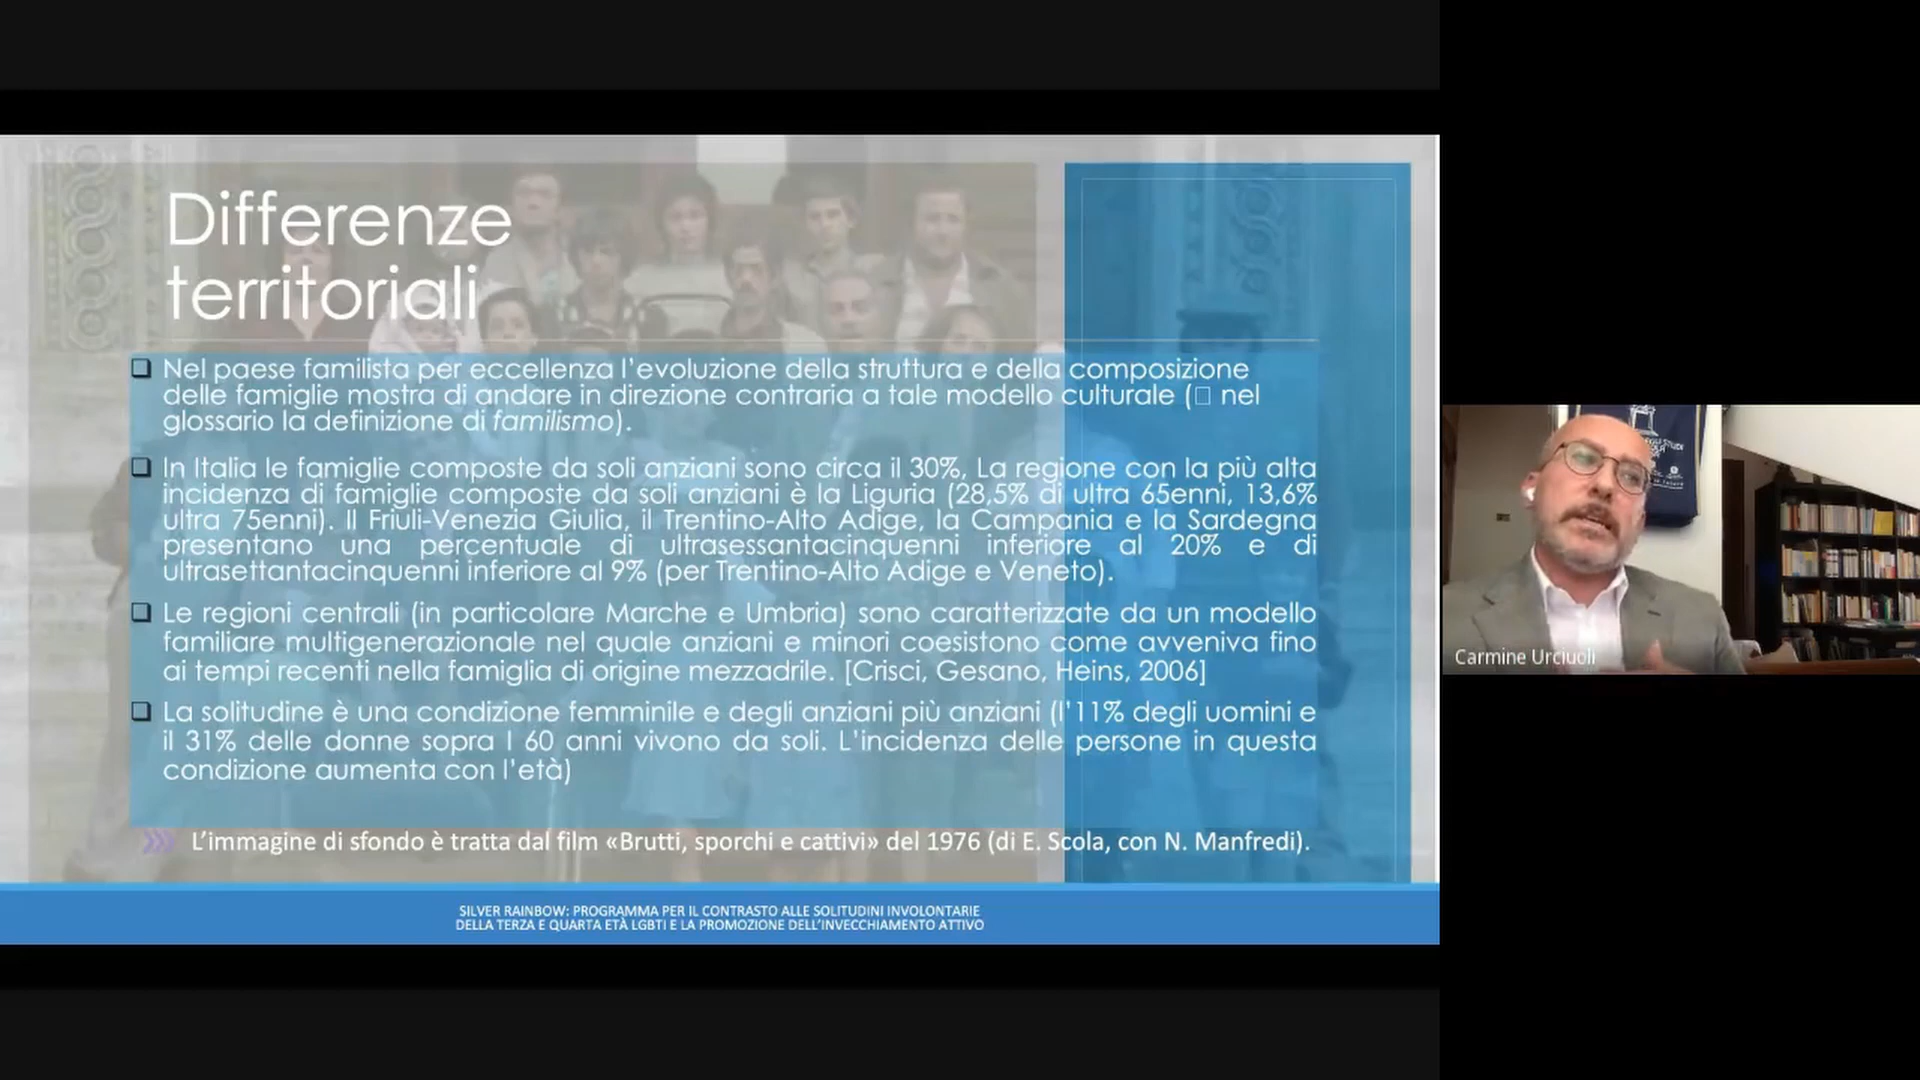 Differenze
territoriali
❑ Nel paese familista per eccellenza l’evoluzione della struttura e della composizione
delle famiglie mostra di andare in direzione contraria a tale modello culturale (□ nel
glossario la definizione di familismo).
❑ In Italia le famiglie composte da soli anziani sono circa il 30%, La regione con la più alta
incidenza di famiglie composte da soli anziani è la Liguria (28,5% di ultra 65enni, 13,6%
ultra 75enni). Il Friuli-Venezia Giulia, il Trentino-Alto Adige, la Campania e la Sardegna
presentano una percentuale di ultrasessantacinquenni inferiore al 20% e di
ultrasettantacinquenni inferiore al 9% (per Trentino-Alto Adige e Veneto).
❑ Le regioni centrali (in particolare Marche e Umbria) sono caratterizzate da un modello
familiare multigenerazionale nel quale anziani e minori coesistono come avveniva fino
ai tempi recenti nella famiglia di origine mezzadrile. [Crisci, Gesano, Heins, 2006]
❑ La solitudine è una condizione femminile e degli anziani più anziani (l’11% degli uomini e
il 31% delle donne sopra I 60 anni vivono da soli. L’incidenza delle persone in questa
condizione aumenta con l’età)
L’immagine di sfondo è tratta dal film «Brutti, sporchi e cattivi» del 1976 (di E. Scola, con N. Manfredi).
SILVER RAINBOW: PROGRAMMA PER IL CONTRASTO ALLE SOLITUDINI INVOLONTARIE
DELLA TERZA E QUARTA ETÀ LGBTI E LA PROMOZIONE DELL’INVECCHIAMENTO ATTIVO
Carmine Urciuoli